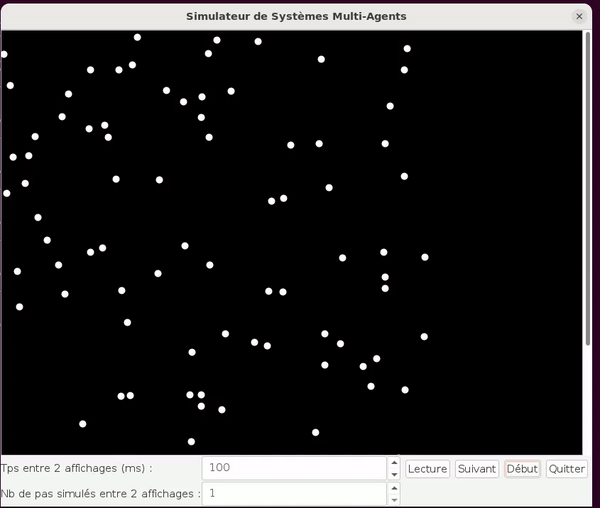 Simulateur de Systèmes Multi-Agents
Tps entre 2 affichages (ms) : 100 Lecture Suivant Début Quitter
Nb de pas simulés entre 2 affichages : 1